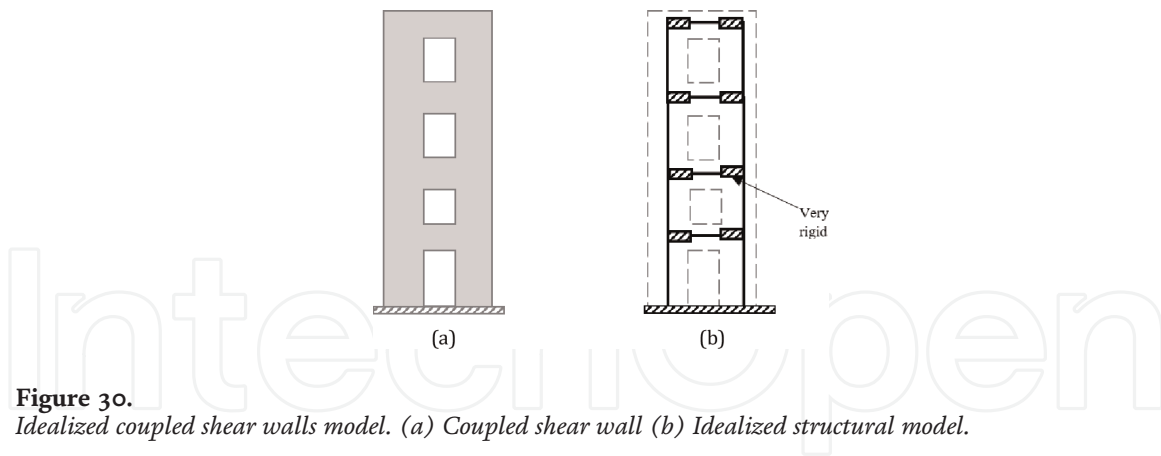 Very
rigid
(a)
(b)
IntechOpen
Figure 30.
Idealized coupled shear walls model. (a) Coupled shear wall (b) Idealized structural model.